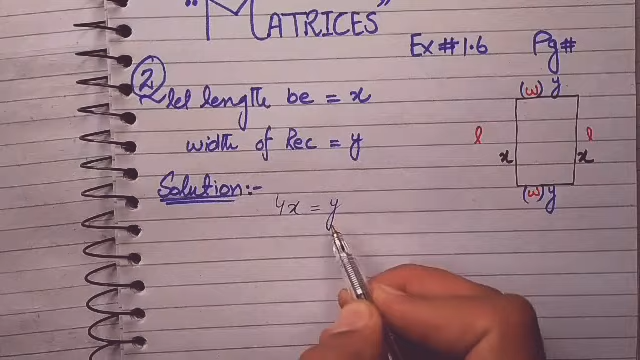 "MATRICES"
Ex#1.6 Pg#
2
let length be = x
width of Rec = y
Solution:-
4x = y
(w) y
l l
x x
(w) y